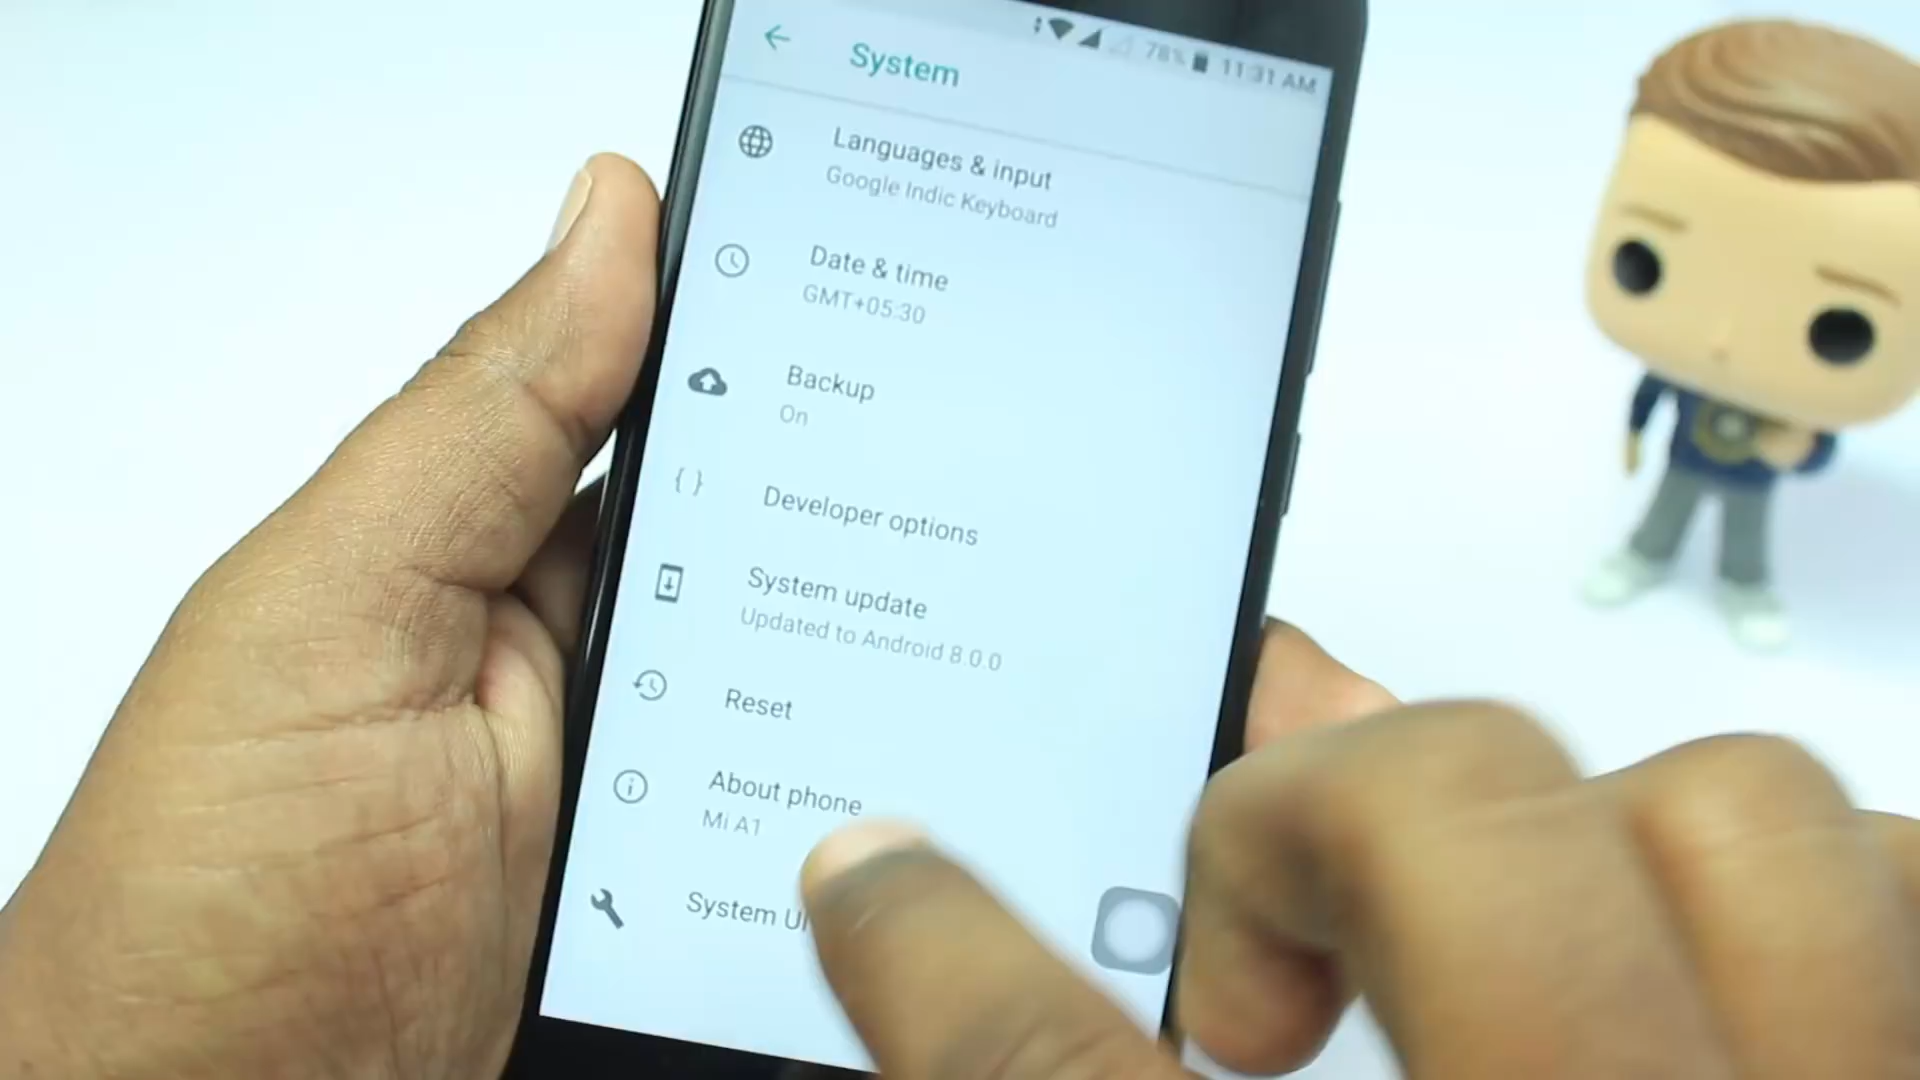 78% 11:31 AM
System
Languages & input
Google Indic Keyboard
Date & time
GMT+05:30
Backup
On
{ } Developer options
System update
Updated to Android 8.0.0
Reset
About phone
Mi A1
System UI